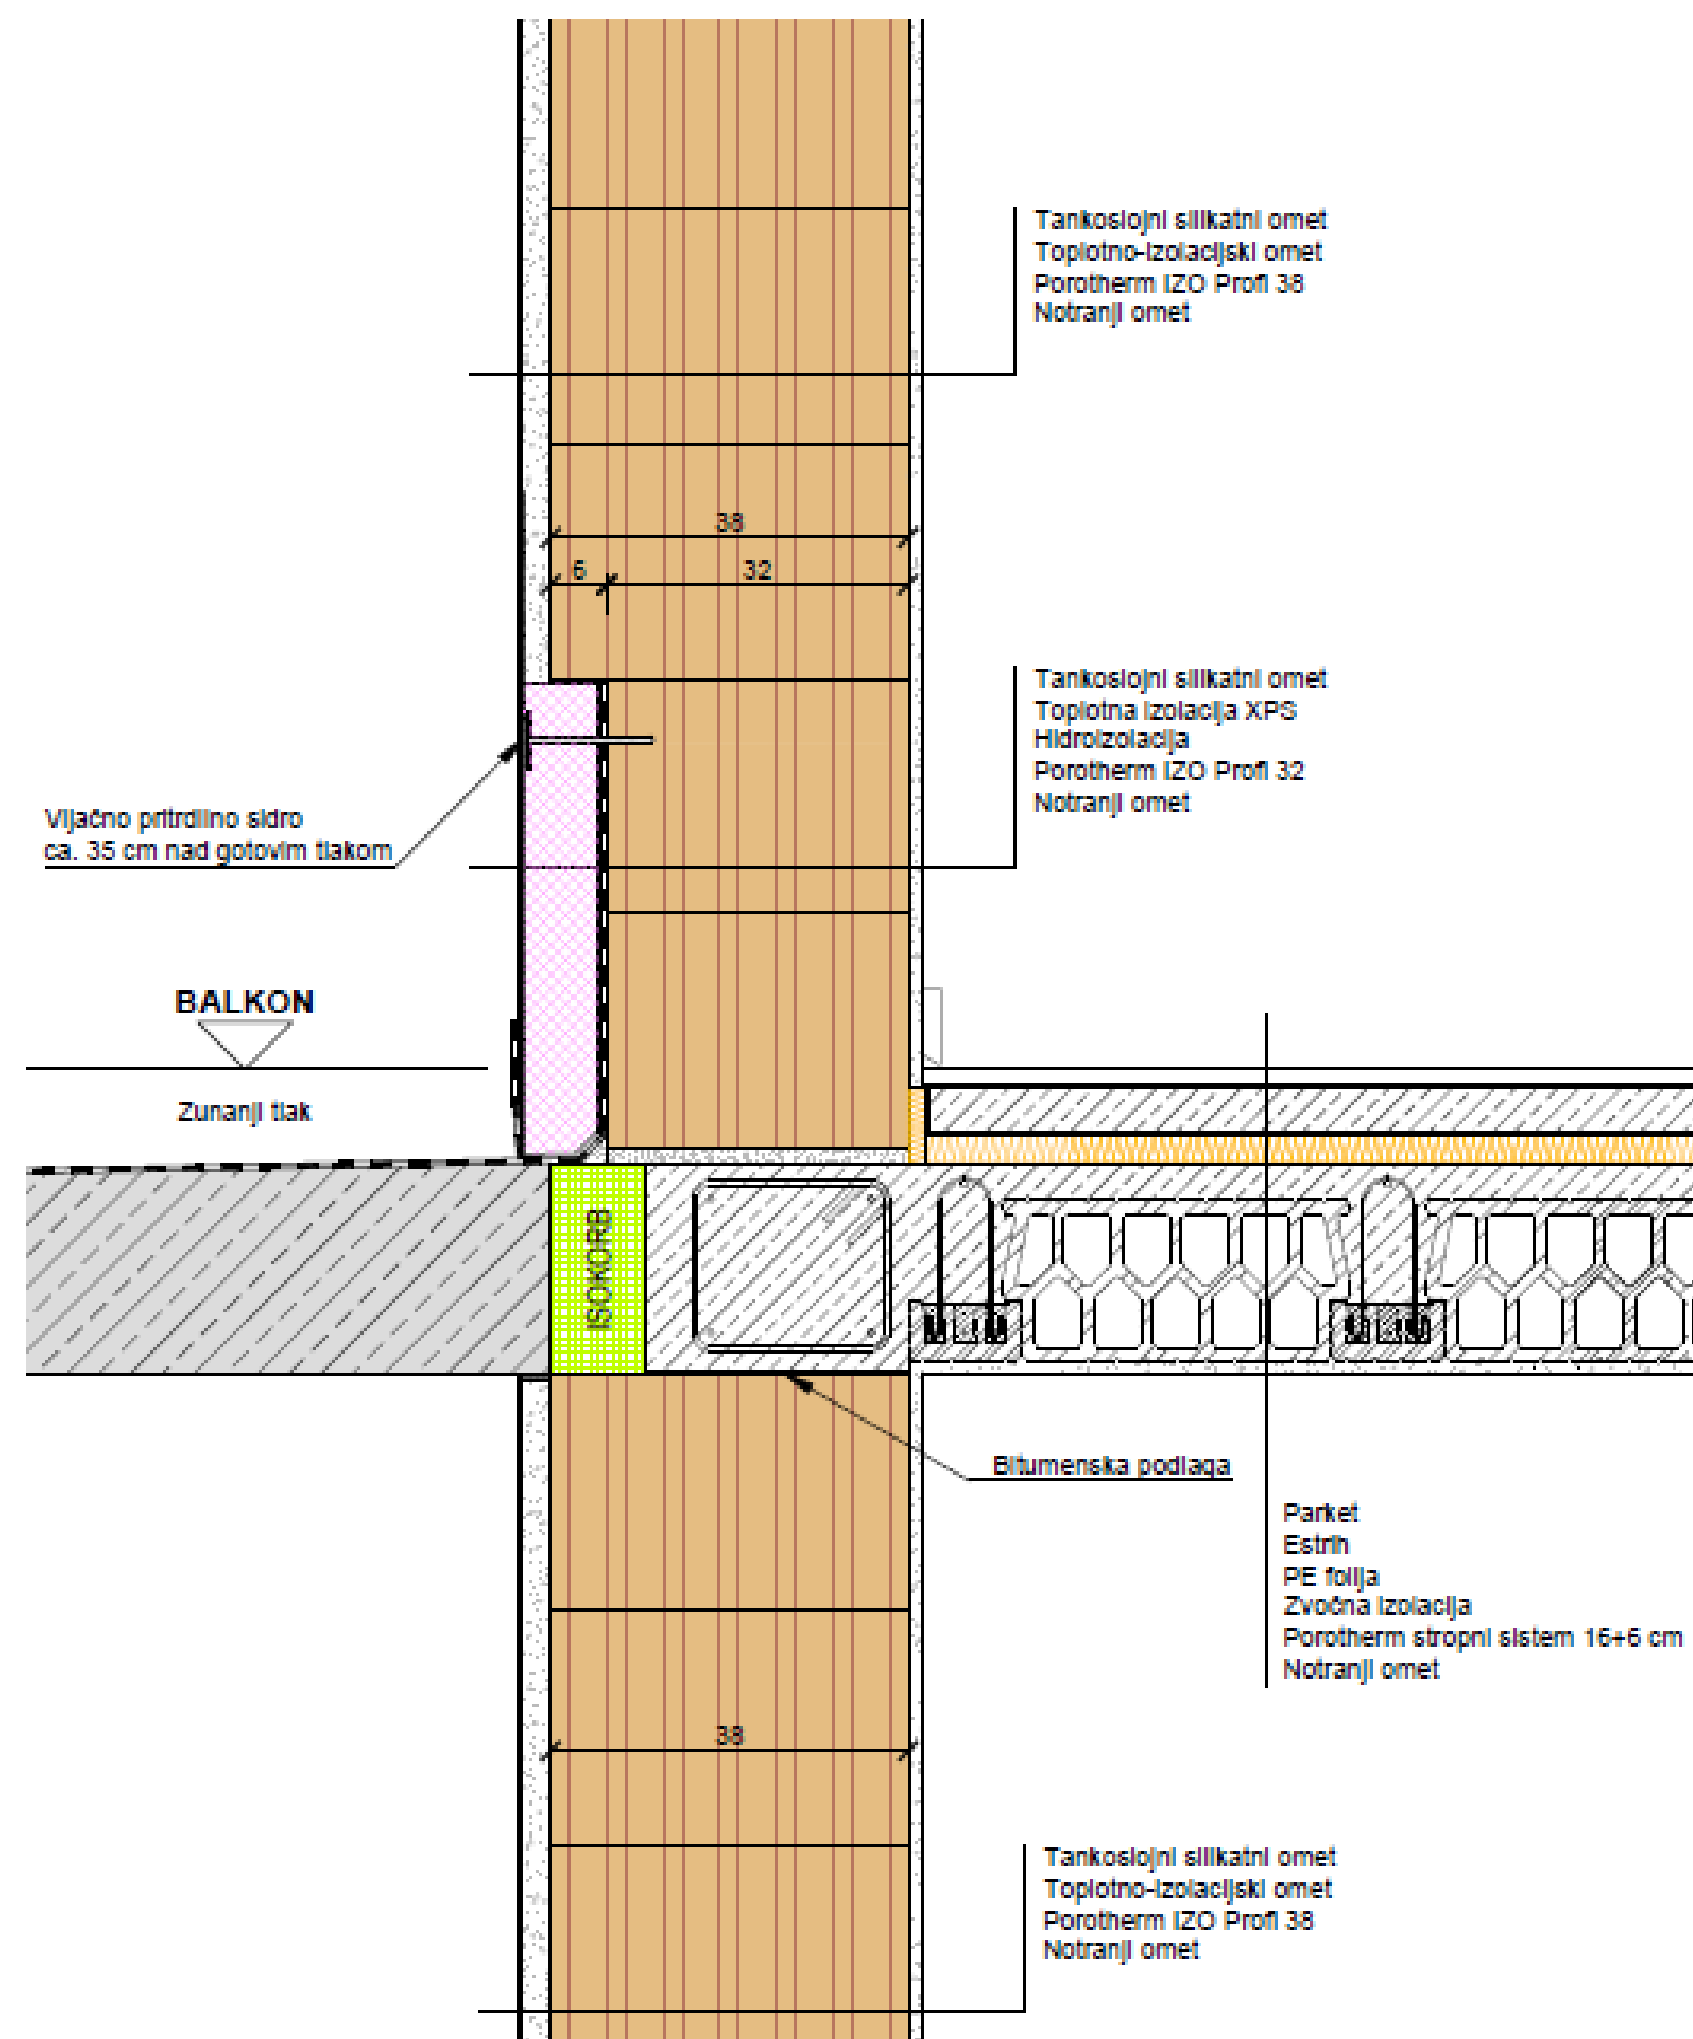 Tankoslojni silikatni omet
Toplotno-izolacijski omet
Porotherm IZO Profi 38
Notranji omet
38
6
32
Tankoslojni silikatni omet
Toplotna izolacija XPS
Hidroizolacija
Porotherm IZO Profi 32
Notranji omet
Vijačno pritrdilno sidro
ca. 35 cm nad gotovim tlakom
BALKON
Zunanji tlak
ISOKORB
Bitumenska podlaga
Parket
Estrih
PE folija
Zvočna izolacija
Porotherm stropni sistem 16+6 cm
Notranji omet
38
Tankoslojni silikatni omet
Toplotno-izolacijski omet
Porotherm IZO Profi 38
Notranji omet